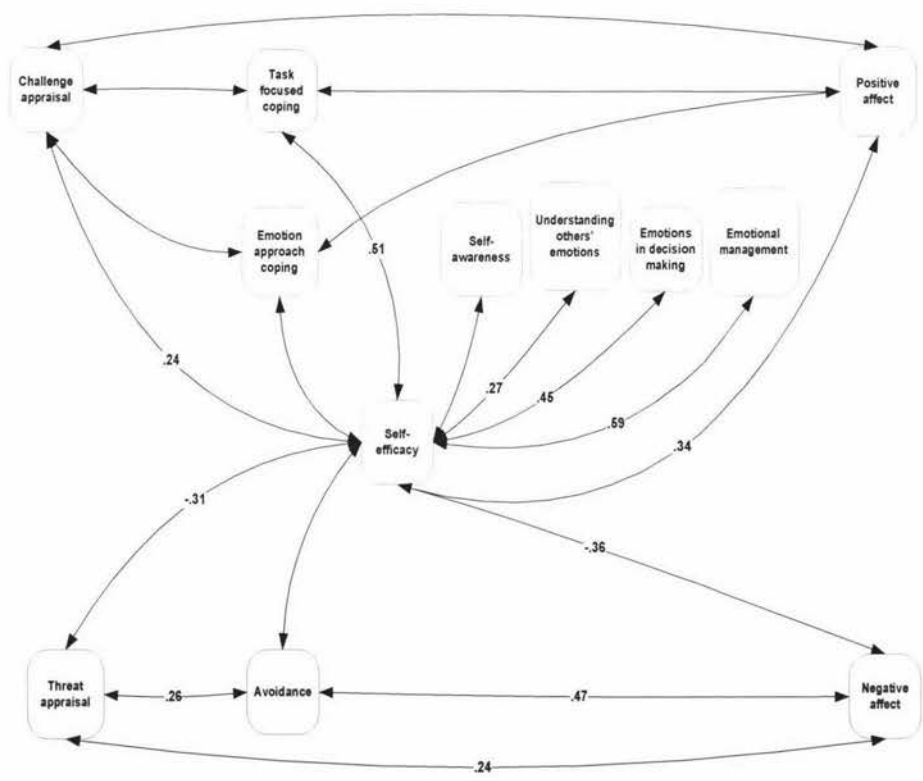 Challenge
appraisal
Task
focused
coping
Positive
affect
Emotion
approach
coping
Self-
awareness
Understanding
others'
emotions
Emotions
in decision
making
Emotional
management
.51
.24
.27
.45
.59
.34
Self-
efficacy
-.31
-.36
Threat
appraisal
.26
Avoidance
.47
Negative
affect
.24